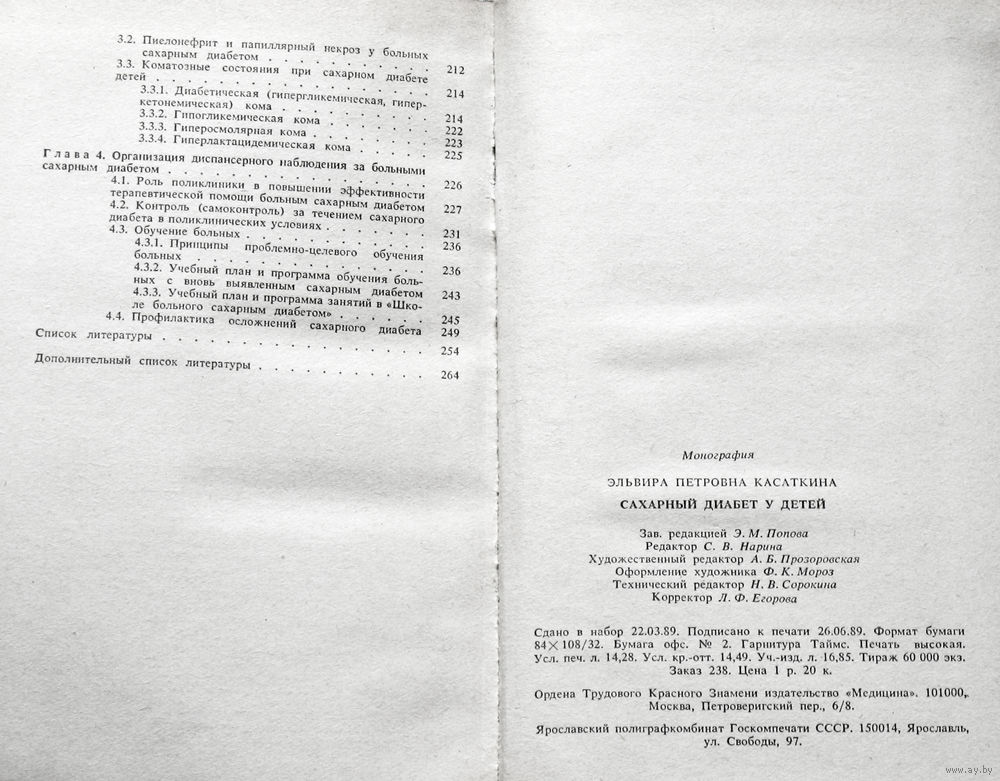 3.2. Пиелонефрит и папиллярный некроз у больных
сахарным диабетом . . . . . . . . . . 212
3.3. Коматозные состояния при сахарном диабете
детей . . . . . . . . . . . . . . . . . 214
3.3.1. Диабетическая (гипергликемическая, гипер-
кетонемическая) кома . . . . . . . . . 214
3.3.2. Гипогликемическая кома . . . . . . . 222
3.3.3. Гиперосмолярная кома . . . . . . . . 223
3.3.4. Гиперлактацидемическая кома . . . . . 225
Глава 4. Организация диспансерного наблюдения за больными
сахарным диабетом . . . . . . . . . . . . . . 226
4.1. Роль поликлиники в повышении эффективности
терапевтической помощи больным сахарным диабетом 227
4.2. Контроль (самоконтроль) за течением сахарного
диабета в поликлинических условиях . . . . . 231
4.3. Обучение больных . . . . . . . . . . . 236
4.3.1. Принципы проблемно-целевого обучения
больных . . . . . . . . . . . . . . . 236
4.3.2. Учебный план и программа обучения боль-
ных с вновь выявленным сахарным диабетом 243
4.3.3. Учебный план и программа занятий в «Шко-
ле больного сахарным диабетом» . . . . . . 245
4.4. Профилактика осложнений сахарного диабета 249
Список литературы . . . . . . . . . . . . . . . . 254
Дополнительный список литературы . . . . . . . . . . 264
Монография
ЭЛЬВИРА ПЕТРОВНА КАСАТКИНА
САХАРНЫЙ ДИАБЕТ У ДЕТЕЙ
Зав. редакцией Э. М. Попова
Редактор С. В. Нарина
Художественный редактор А. Б. Прозоровская
Оформление художника Ф. К. Мороз
Технический редактор Н. В. Сорокина
Корректор Л. Ф. Егорова
Сдано в набор 22.03.89. Подписано к печати 26.06.89. Формат бумаги
84×108/32. Бумага офс. № 2. Гарнитура Таймс. Печать высокая.
Усл. печ. л. 14,28. Усл. кр.-отт. 14,49. Уч.-изд. л. 16,85. Тираж 60 000 экз.
Заказ 238. Цена 1 р. 20 к.
Ордена Трудового Красного Знамени издательство «Медицина». 101000,
Москва, Петроверигский пер., 6/8.
Ярославский полиграфкомбинат Госкомпечати СССР. 150014, Ярославль,
ул. Свободы, 97.
www.ay.by